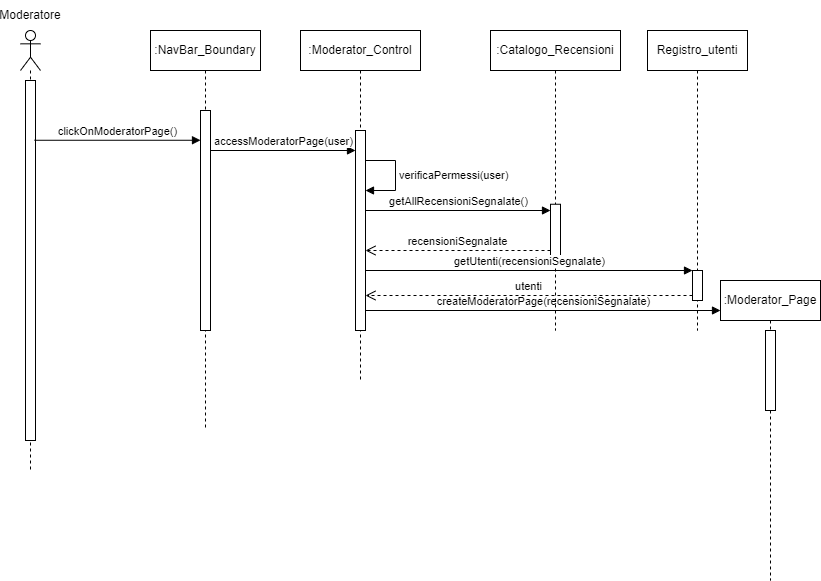 Moderatore
:NavBar_Boundary
:Moderator_Control
:Catalogo_Recensioni
Registro_utenti
clickOnModeratorPage()
accessModeratorPage(user)
verificaPermessi(user)
getAllRecensioniSegnalate()
recensioniSegnalate
getUtenti(recensioniSegnalate)
utenti
createModeratorPage(recensioniSegnalate)
:Moderator_Page